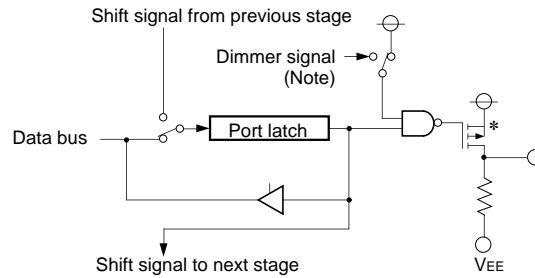 Shift signal from previous stage
Dimmer signal
(Note)
Data bus
Port latch
*
Shift signal to next stage
VEE